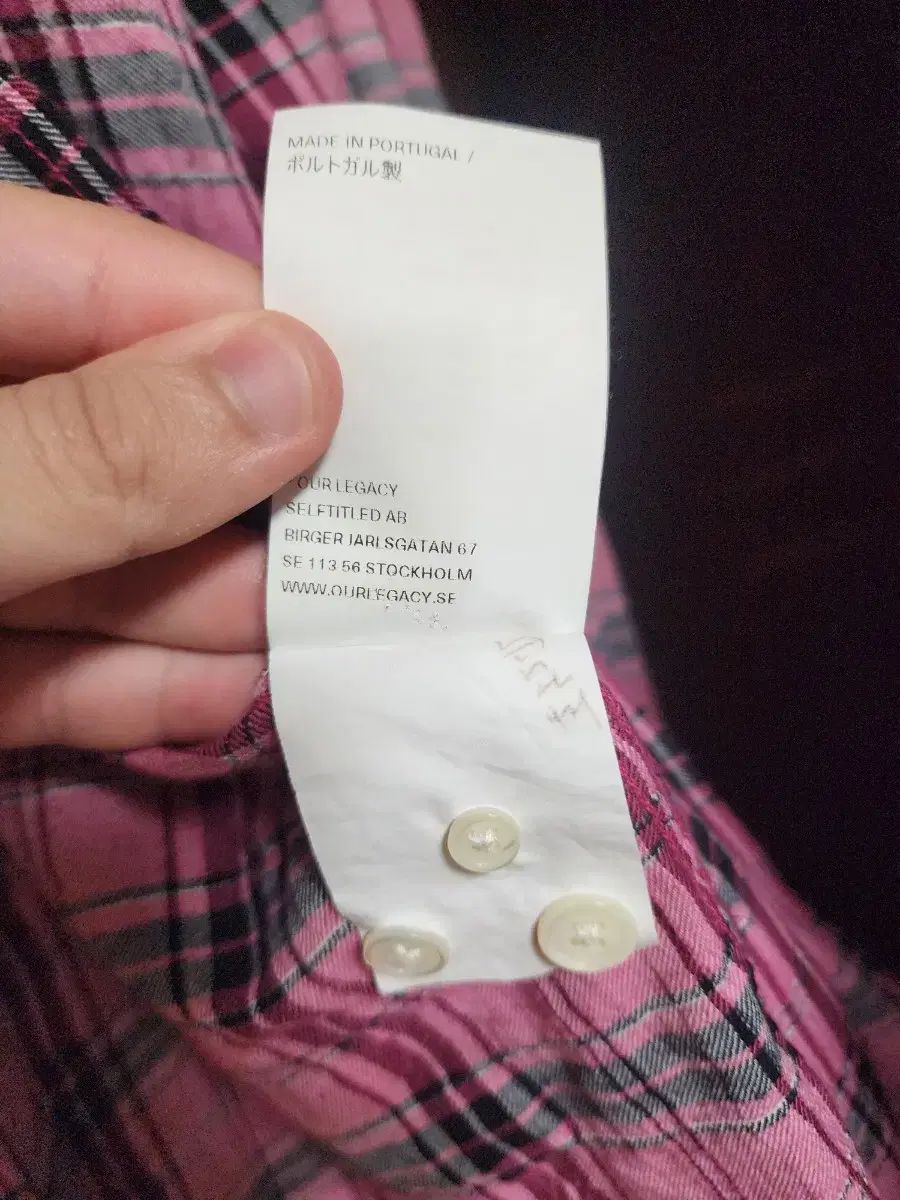 MADE IN PORTUGAL /
ポルトガル製
OUR LEGACY
SELFTITLED AB
BIRGER JARLSGATAN 67
SE 113 56 STOCKHOLM
WWW.OURLEGACY.SE